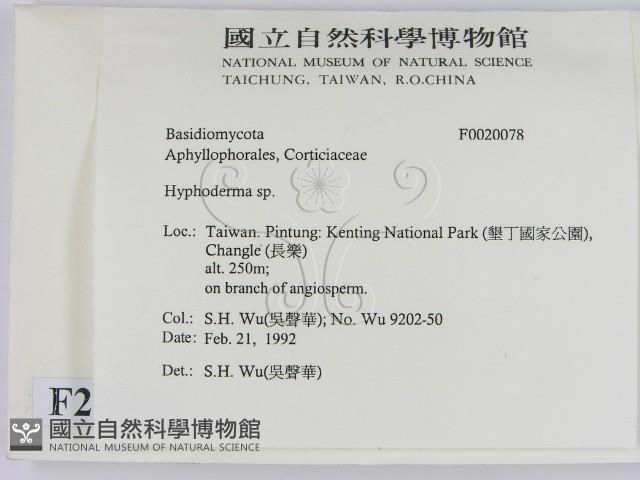 國立自然科學博物館
NATIONAL MUSEUM OF NATURAL SCIENCE
TAICHUNG, TAIWAN, R.O.CHINA
Basidiomycota F0020078
Aphyllophorales, Corticiaceae
Hyphoderma sp.
Loc.: Taiwan. Pintung: Kenting National Park (墾丁國家公園),
Changle (長樂)
alt. 250m;
on branch of angiosperm.
Col.: S.H. Wu(吳聲華); No. Wu 9202-50
Date: Feb. 21, 1992
Det.: S.H. Wu(吳聲華)
F2
國立自然科學博物館
NATIONAL MUSEUM OF NATURAL SCIENCE